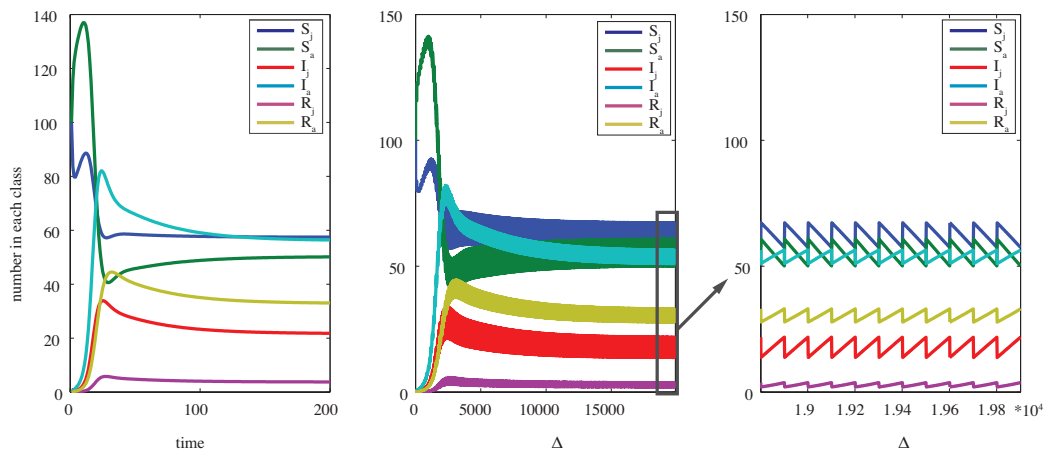 number in each class
140
120
100
80
60
40
20
0
0
100
200
time
S_j
S_a
I_j
I_a
R_j
R_a
150
100
50
0
0
5000
10000
15000
Δ
S_j
S_a
I_j
I_a
R_j
R_a
150
100
50
0
1.9
1.92
1.94
1.96
1.98
*10^4
Δ
S_j
S_a
I_j
I_a
R_j
R_a